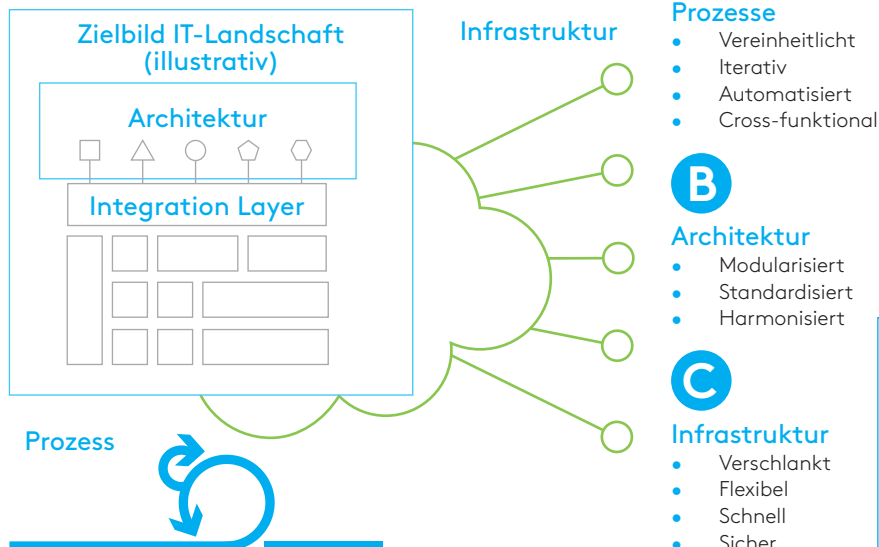 Zielbild IT-Landschaft
(illustrativ)
Architektur
Integration Layer
Infrastruktur
Prozess
Prozesse
• Vereinheitlicht
• Iterativ
• Automatisiert
• Cross-funktional
B
Architektur
• Modularisiert
• Standardisiert
• Harmonisiert
C
Infrastruktur
• Verschlankt
• Flexibel
• Schnell
• Sicher